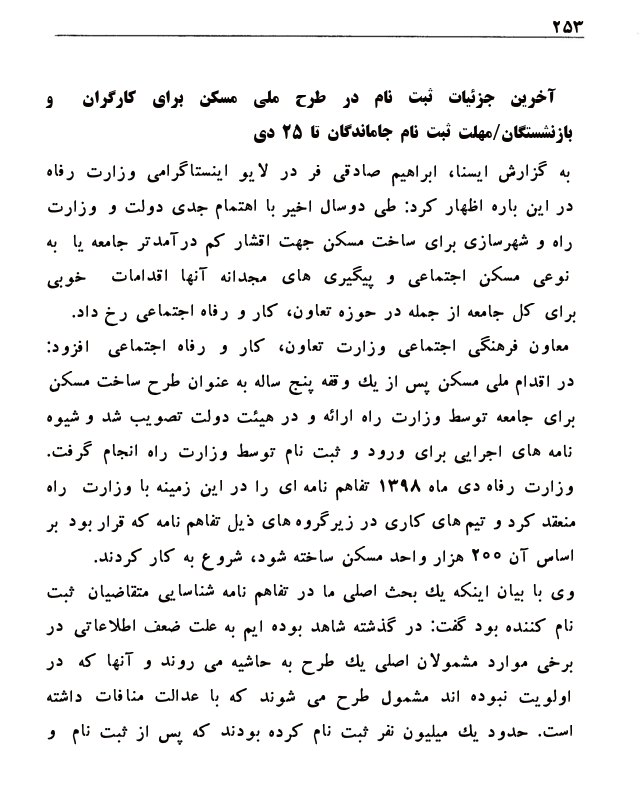 ۲۵۳
آخرین جزئیات ثبت نام در طرح ملی مسکن برای کارگران و
بازنشستگان/مهلت ثبت نام جاماندگان تا ۲۵ دی
به گزارش ایسنا، ابراهیم صادقی فر در لایو اینستاگرامی وزارت رفاه
در این باره اظهار کرد: طی دوسال اخیر با اهتمام جدی دولت و وزارت
راه و شهرسازی برای ساخت مسکن جهت اقشار کم درآمدتر جامعه یا به
نوعی مسکن اجتماعی و پیگیری های مجدانه آنها اقدامات خوبی
برای کل جامعه از جمله در حوزه تعاون، کار و رفاه اجتماعی رخ داد.
معاون فرهنگی اجتماعی وزارت تعاون، کار و رفاه اجتماعی افزود:
در اقدام ملی مسکن پس از یك وقفه پنج ساله به عنوان طرح ساخت مسکن
برای جامعه توسط وزارت راه ارائه و در هیئت دولت تصویب شد و شیوه
نامه های اجرایی برای ورود و ثبت نام توسط وزارت راه انجام گرفت.
وزارت رفاه دی ماه ۱۳۹۸ تفاهم نامه ای را در این زمینه با وزارت راه
منعقد کرد و تیم های کاری در زیرگروه های ذیل تفاهم نامه که قرار بود بر
اساس آن ۲۰۰ هزار واحد مسکن ساخته شود، شروع به کار کردند.
وی با بیان اینکه یك بحث اصلی ما در تفاهم نامه شناسایی متقاضیان ثبت
نام کننده بود گفت: در گذشته شاهد بوده ایم به علت ضعف اطلاعاتی در
برخی موارد مشمولان اصلی یك طرح به حاشیه می روند و آنها که در
اولویت نبوده اند مشمول طرح می شوند که با عدالت منافات داشته
است. حدود یك میلیون نفر ثبت نام کرده بودند که پس از ثبت نام و